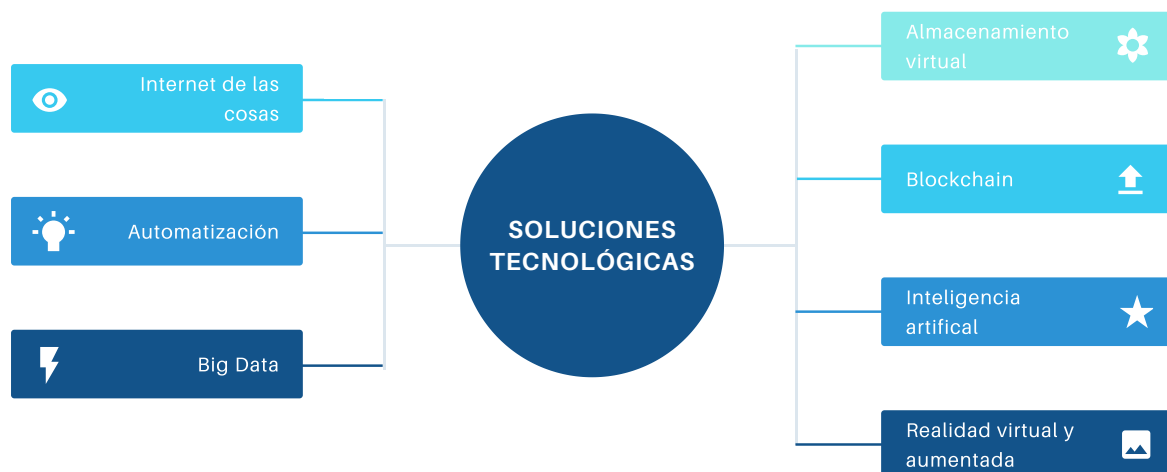 Internet de las
cosas
Automatización
Big Data
SOLUCIONES
TECNOLÓGICAS
Almacenamiento
virtual
Blockchain
Inteligencia
artifical
Realidad virtual y
aumentada